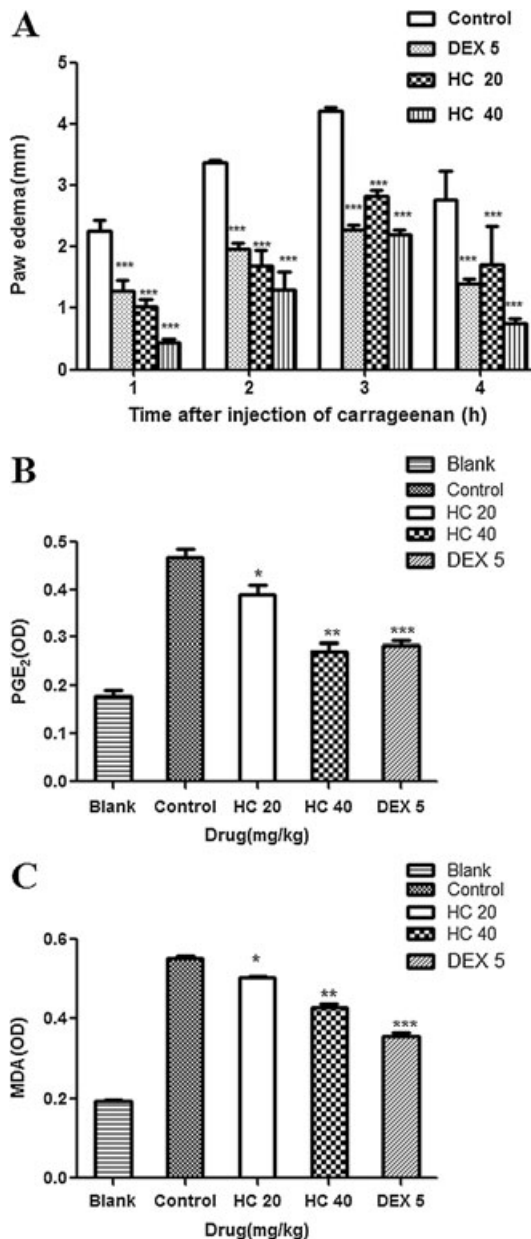 A
Control
DEX 5
HC 20
HC 40
Paw edema (mm)
5
4
3
2
1
0
*** *** ***
*** *** ***
*** *** ***
*** *** ***
1 2 3 4
Time after injection of carrageenan (h)
B
Blank
Control
HC 20
HC 40
DEX 5
PGE₂(OD)
0.5
0.4
0.3
0.2
0.1
0.0
* ** ***
Blank Control HC 20 HC 40 DEX 5
Drug(mg/kg)
C
Blank
Control
HC 20
HC 40
DEX 5
MDA(OD)
0.6
0.4
0.2
0.0
* ** ***
Blank Control HC 20 HC 40 DEX 5
Drug(mg/kg)